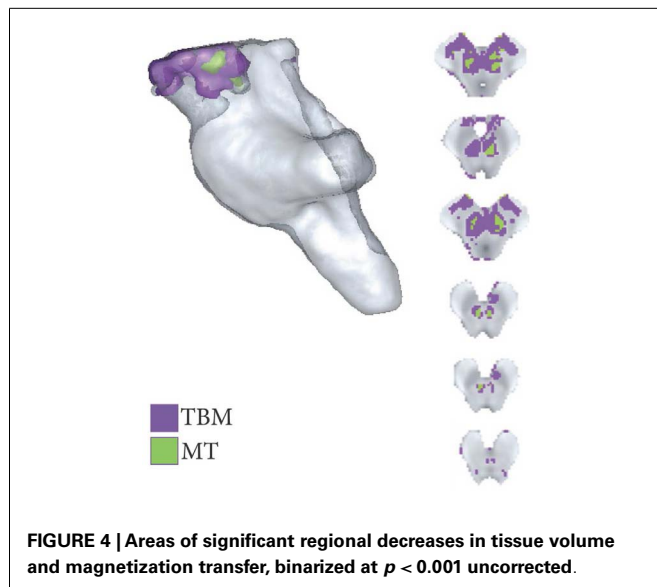 TBM
MT
FIGURE 4 | Areas of significant regional decreases in tissue volume
and magnetization transfer, binarized at p < 0.001 uncorrected.